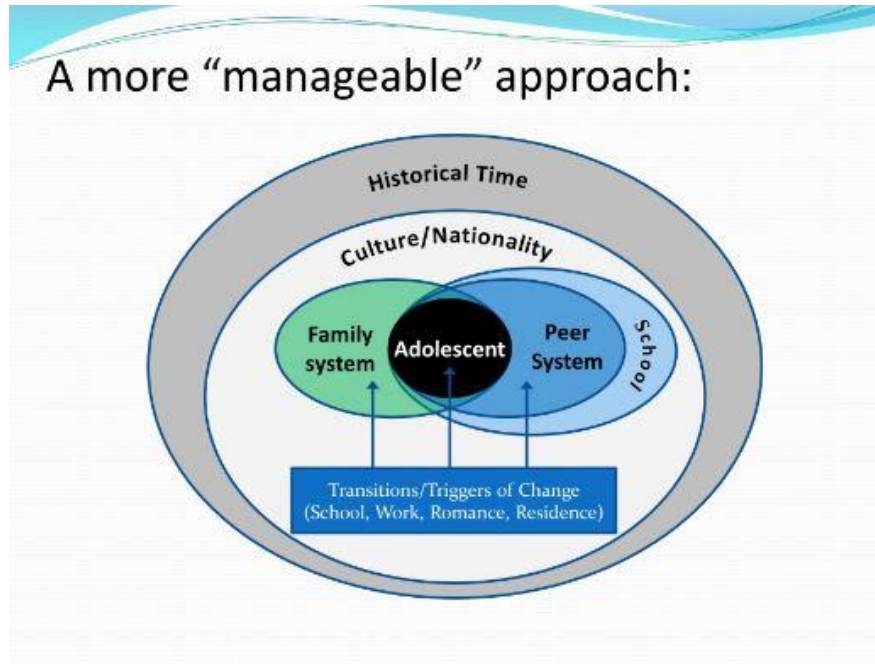 A more “manageable” approach:
Historical Time
Culture/Nationality
Family
system
Adolescent
Peer
System
School
Transitions/Triggers of Change
(School, Work, Romance, Residence)